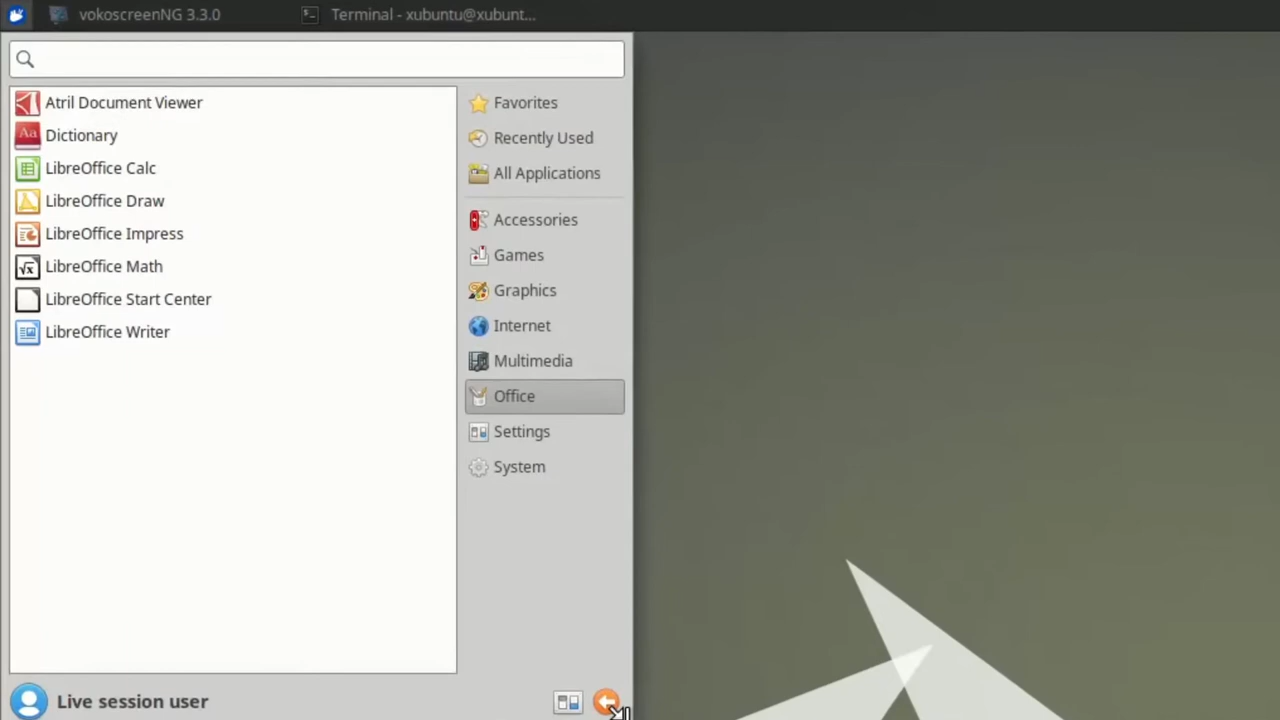 vokoscreenNG 3.3.0
Terminal - xubuntu@xubunt...
Atril Document Viewer
Aa Dictionary
LibreOffice Calc
LibreOffice Draw
LibreOffice Impress
√x LibreOffice Math
LibreOffice Start Center
LibreOffice Writer
Favorites
Recently Used
All Applications
Accessories
Games
Graphics
Internet
Multimedia
Office
Settings
System
Live session user